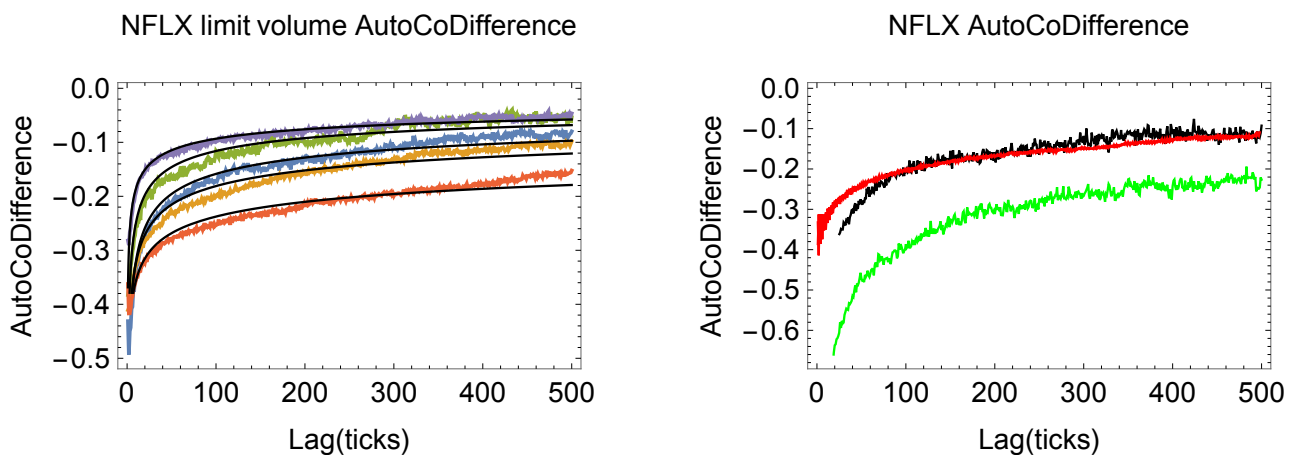 NFLX limit volume AutoCoDifference
0.0
−0.1
−0.2
−0.3
−0.4
−0.5
AutoCoDifference
0 100 200 300 400 500
Lag(ticks)
NFLX AutoCoDifference
0.0
−0.1
−0.2
−0.3
−0.4
−0.5
−0.6
AutoCoDifference
0 100 200 300 400 500
Lag(ticks)